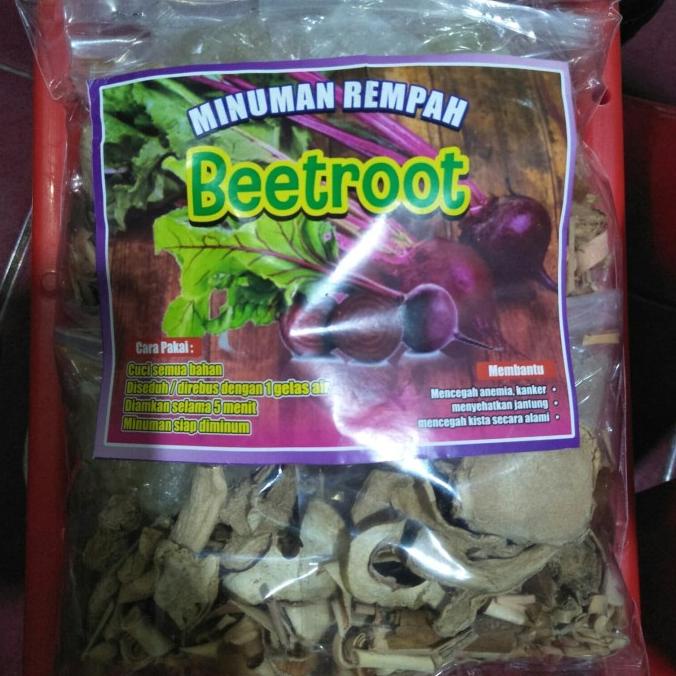 MINUMAN REMPAH
Beetroot
Cara Pakai :
Cuci semua bahan
Diseduh / direbus dengan 1 gelas air
Diamkan selama 5 menit
Minuman siap diminum
Membantu
Mencegah anemia, kanker •
menyehatkan jantung •
mencegah kista secara alami •